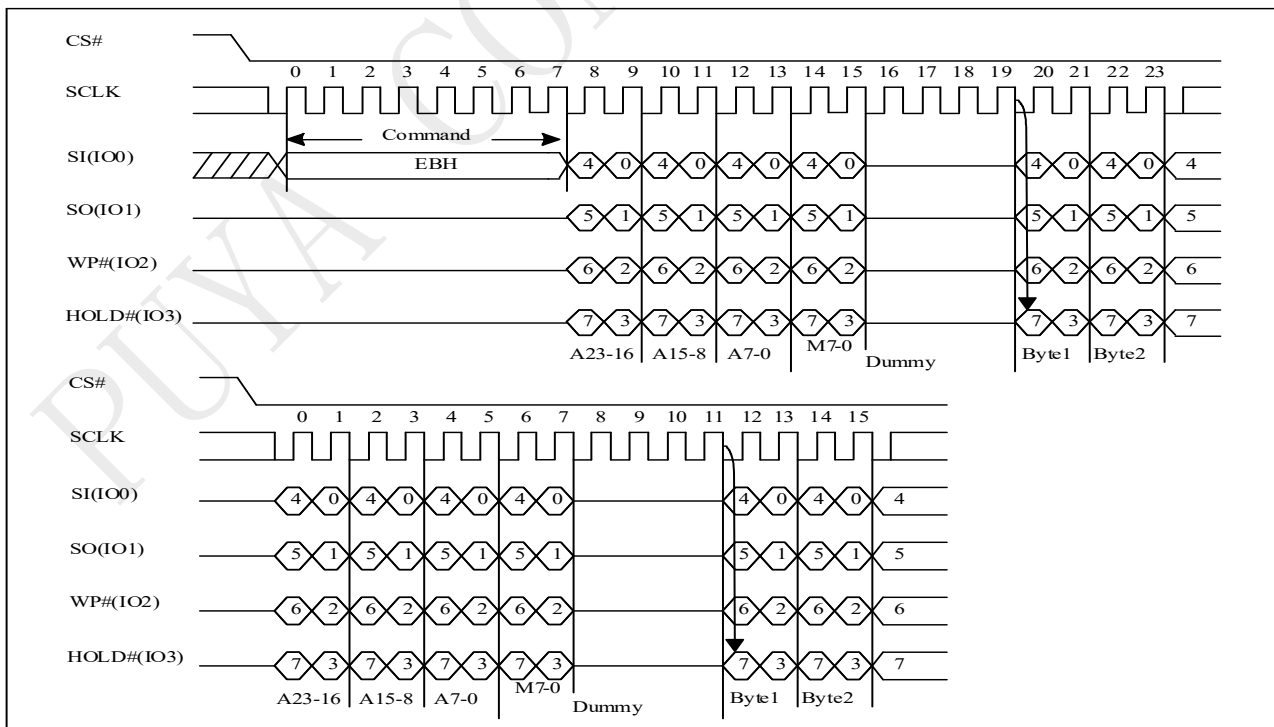 PUYA CON
CS#
0 1 2 3 4 5 6 7 8 9 10 11 12 13 14 15 16 17 18 19 20 21 22 23
SCLK
Command
SI(IO0) EBH 4 0 4 0 4 0 4 0 4 0 4 0 4
SO(IO1) 5 1 5 1 5 1 5 1 5 1 5 1 5
WP#(IO2) 6 2 6 2 6 2 6 2 6 2 6 2 6
HOLD#(IO3) 7 3 7 3 7 3 7 3 7 3 7 3 7
A23-16 A15-8 A7-0 M7-0 Dummy Byte1 Byte2
CS#
0 1 2 3 4 5 6 7 8 9 10 11 12 13 14 15
SCLK
SI(IO0) 4 0 4 0 4 0 4 0 4 0 4 0 4
SO(IO1) 5 1 5 1 5 1 5 1 5 1 5 1 5
WP#(IO2) 6 2 6 2 6 2 6 2 6 2 6 2 6
HOLD#(IO3) 7 3 7 3 7 3 7 3 7 3 7 3 7
A23-16 A15-8 A7-0 M7-0 Dummy Byte1 Byte2